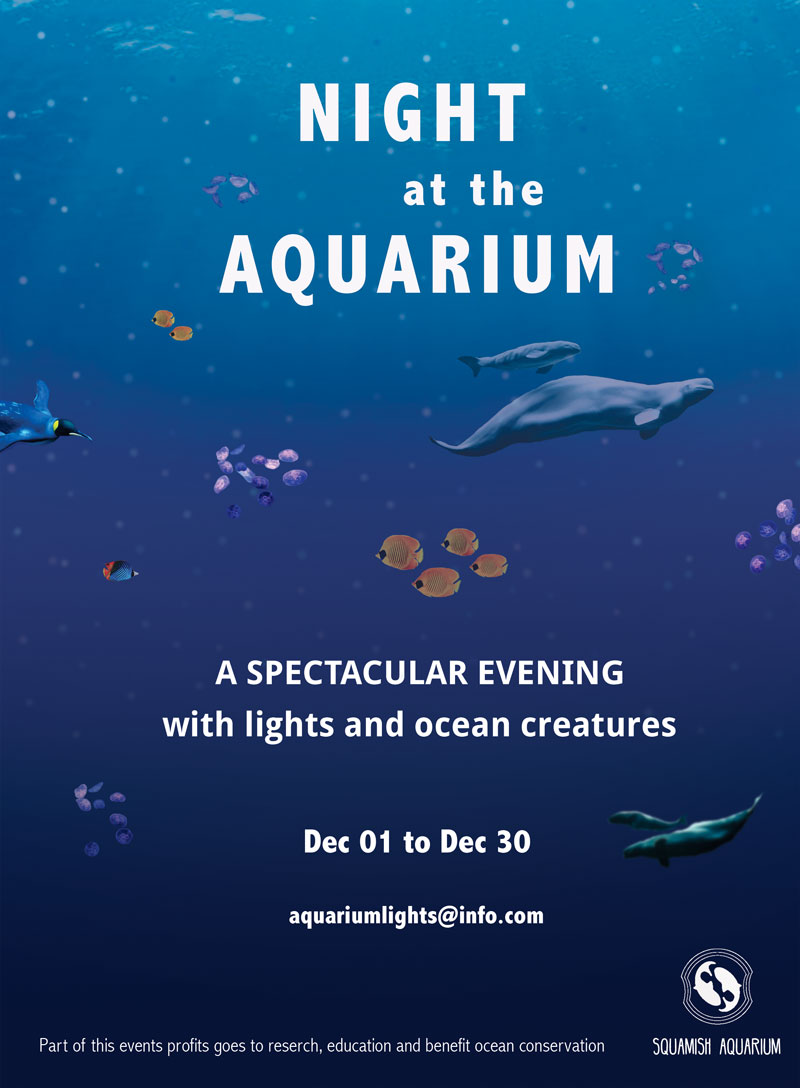 NIGHT
at the
AQUARIUM
A SPECTACULAR EVENING
with lights and ocean creatures
Dec 01 to Dec 30
aquariumlights@info.com
Part of this events profits goes to reserch, education and benefit ocean conservation
SQUAMISH AQUARIUM